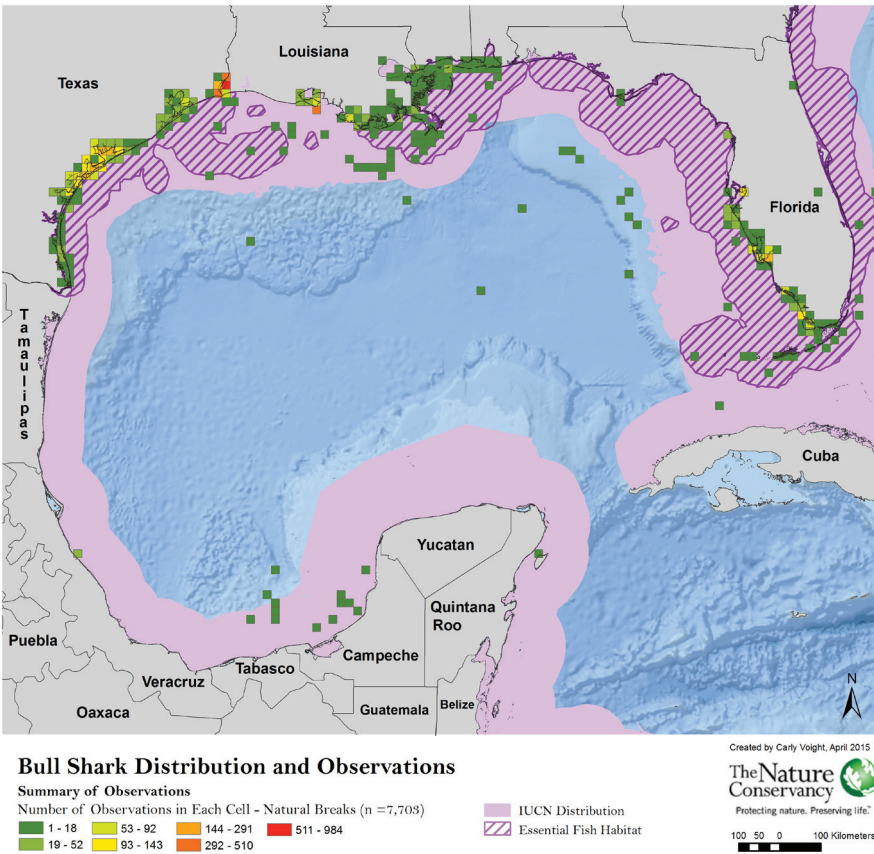 Louisiana
Texas
Florida
Tamaulipas
Cuba
Yucatan
Quintana
Roo
Puebla
Campeche
Tabasco
Veracruz
Belize
Guatemala
Oaxaca
N
Created by Carly Voight, April 2015
Bull Shark Distribution and Observations
Summary of Observations
Number of Observations in Each Cell - Natural Breaks (n =7,703)
1 - 18
53 - 92
144 - 291
511 - 984
19 - 52
93 - 143
292 - 510
IUCN Distribution
Essential Fish Habitat
The Nature
Conservancy
Protecting nature. Preserving life.™
100 50 0 100 Kilometers